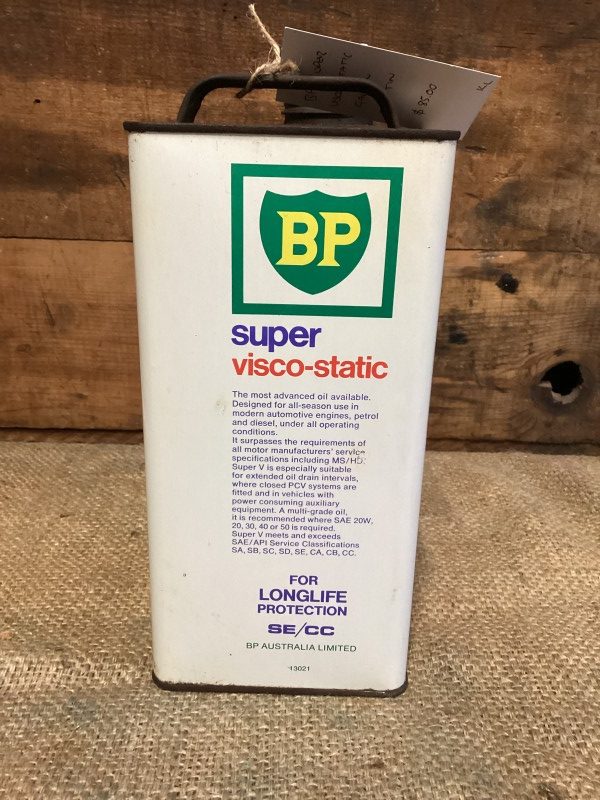 TIN
$85.00
BP
super
visco-static
The most advanced oil available.
Designed for all-season use in
modern automotive engines, petrol
and diesel, under all operating
conditions.
It surpasses the requirements of
all motor manufacturers' service
specifications including MS/HD.
Super V is especially suitable
for extended oil drain intervals,
where closed PCV systems are
fitted and in vehicles with
power consuming auxiliary
equipment. A multi-grade oil,
it is recommended where SAE 20W,
20, 30, 40 or 50 is required.
Super V meets and exceeds
SAE/API Service Classifications
SA, SB, SC, SD, SE, CA, CB, CC.
FOR
LONGLIFE
PROTECTION
SE/CC
BP AUSTRALIA LIMITED
13021